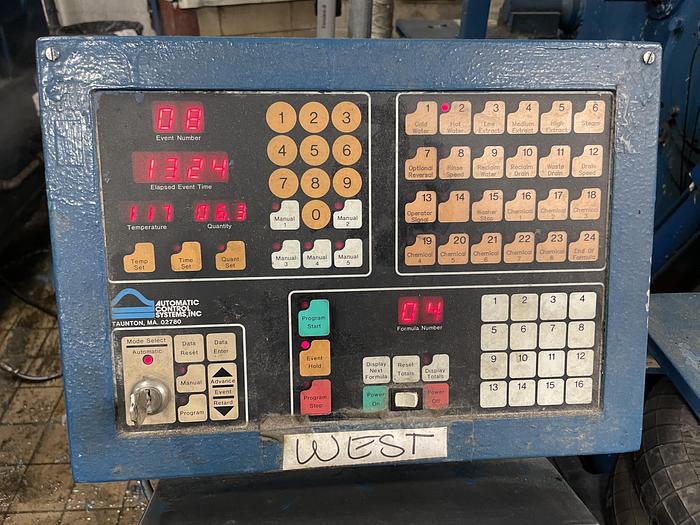 08
Event Number
13:24
Elapsed Event Time
117 05.3
Temperature Quantity
Temp Set
Time Set
Quant Set
1 2 3
4 5 6
7 8 9
0
Manual 1
Manual 2
Manual 3
Manual 4
Manual 5
1 Cold Water
2 Hot Water
3 Low Extract
4 Medium Extract
5 High Extract
6 Steam
7 Optional Reversal
8 Rinse Speed
9 Reclaim Water
10 Reclaim Drain
11 Waste Drain
12 Drain Speed
13 Operator Signal
14
15 Washer Stop
16 Chemical 1
17 Chemical 2
18 Chemical 3
19 Chemical 4
20 Chemical 5
21 Chemical 6
22 Chemical 7
23 Chemical 8
24 End Of Formula
AUTOMATIC
CONTROL
SYSTEMS, INC
TAUNTON, MA. 02780
Mode Select
Automatic
Data Reset
Data Enter
Manual
Program
Advance
Event
Retard
Program Start
Event Hold
Program Stop
04
Formula Number
Display Next Formula
Reset Totals
Display Totals
Power On
Power Off
1 2 3 4
5 6 7 8
9 10 11 12
13 14 15 16
WEST